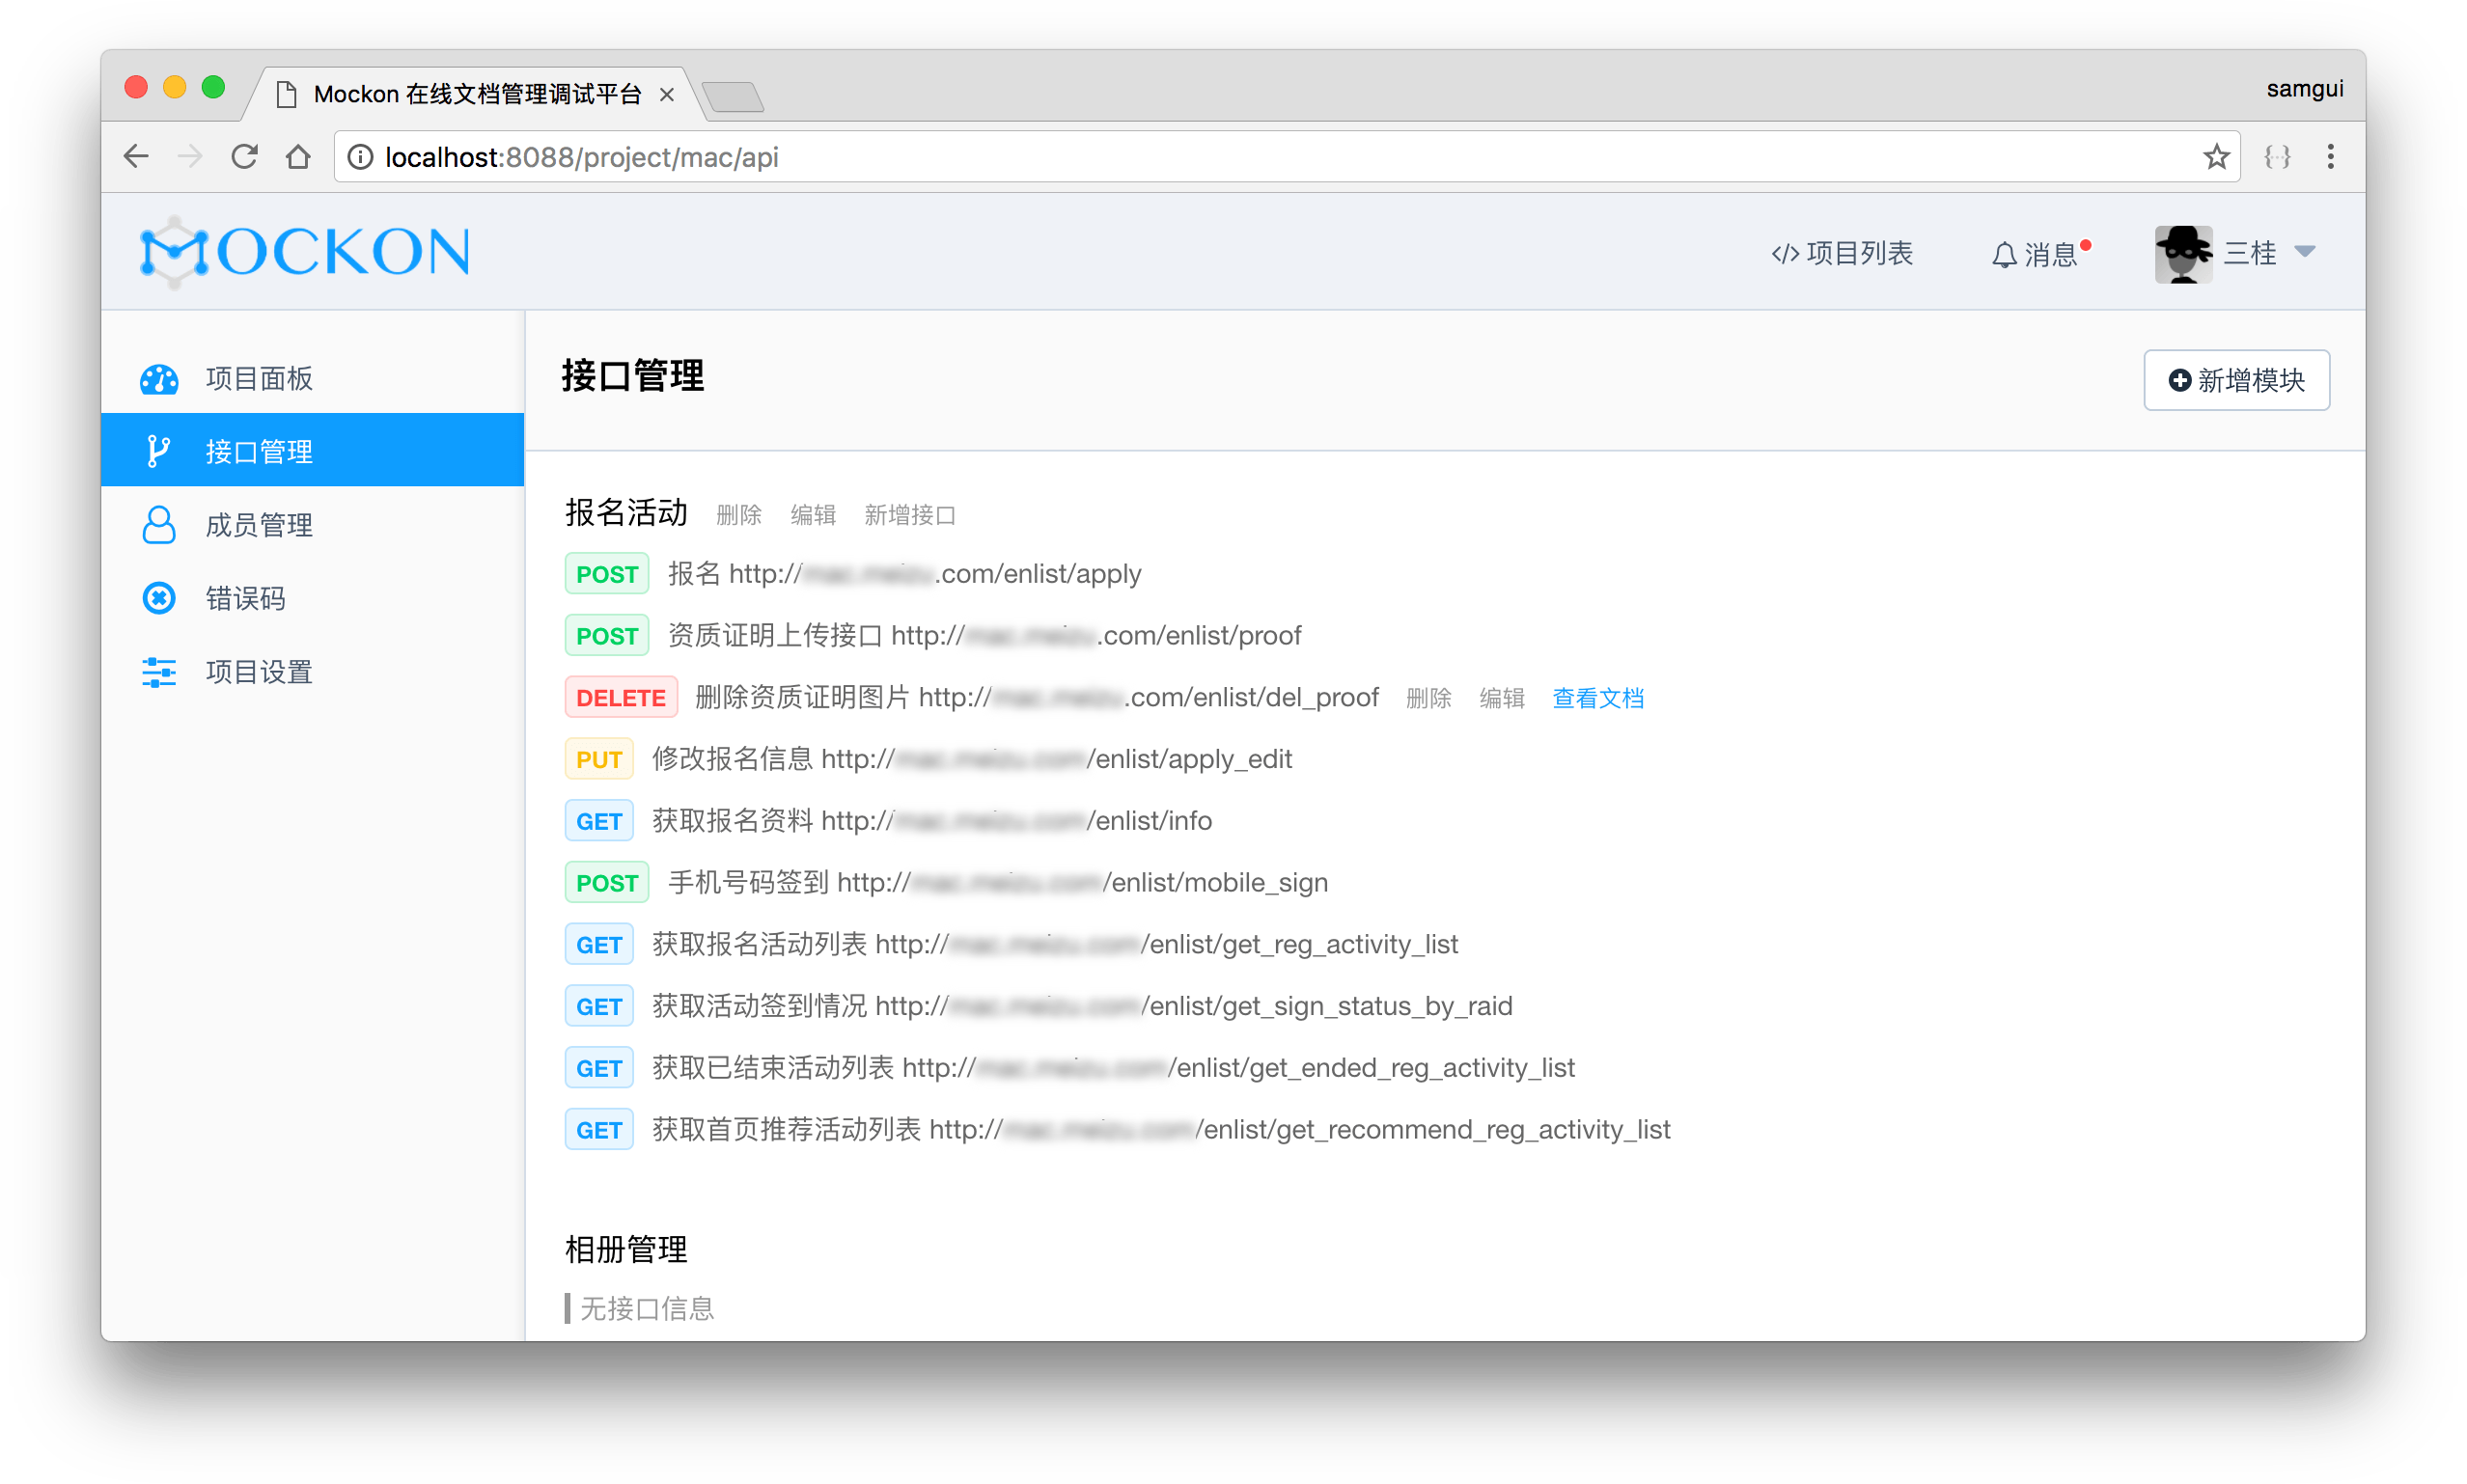 Mockon 在线文档管理调试平台
samgui
localhost:8088/project/mac/api
MOCKON
项目列表
消息
三桂
项目面板
接口管理
成员管理
错误码
项目设置
接口管理
新增模块
报名活动 删除 编辑 新增接口
POST 报名 http:// .com/enlist/apply
POST 资质证明上传接口 http:// .com/enlist/proof
DELETE 删除资质证明图片 http:// .com/enlist/del_proof 删除 编辑 查看文档
PUT 修改报名信息 http:// /enlist/apply_edit
GET 获取报名资料 http:// /enlist/info
POST 手机号码签到 http:// /enlist/mobile_sign
GET 获取报名活动列表 http:// /enlist/get_reg_activity_list
GET 获取活动签到情况 http:// /enlist/get_sign_status_by_raid
GET 获取已结束活动列表 http:// /enlist/get_ended_reg_activity_list
GET 获取首页推荐活动列表 http:// /enlist/get_recommend_reg_activity_list
相册管理
无接口信息